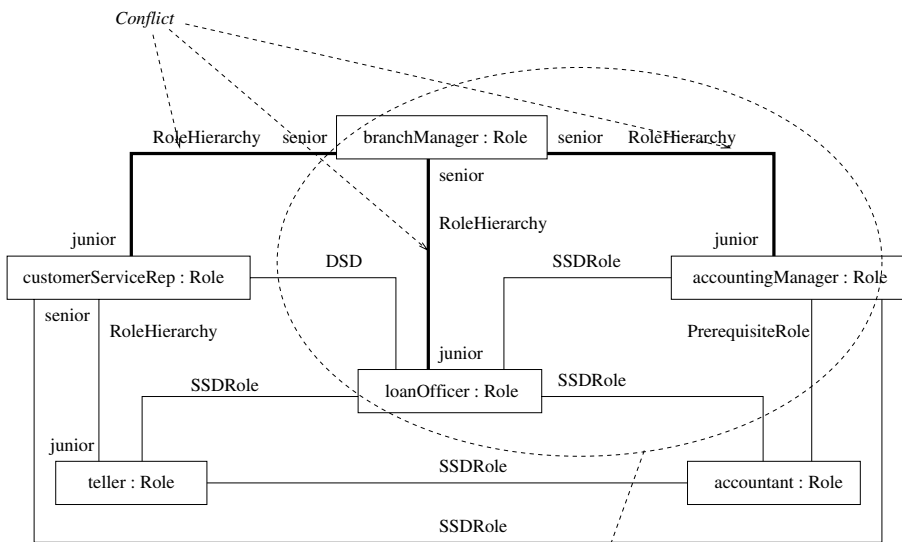 Conflict
RoleHierarchy
senior
branchManager : Role
senior
RoleHierarchy
senior
RoleHierarchy
junior
junior
customerServiceRep : Role
DSD
SSDRole
accountingManager : Role
senior
RoleHierarchy
PrerequisiteRole
junior
SSDRole
loanOfficer : Role
SSDRole
junior
teller : Role
SSDRole
accountant : Role
SSDRole